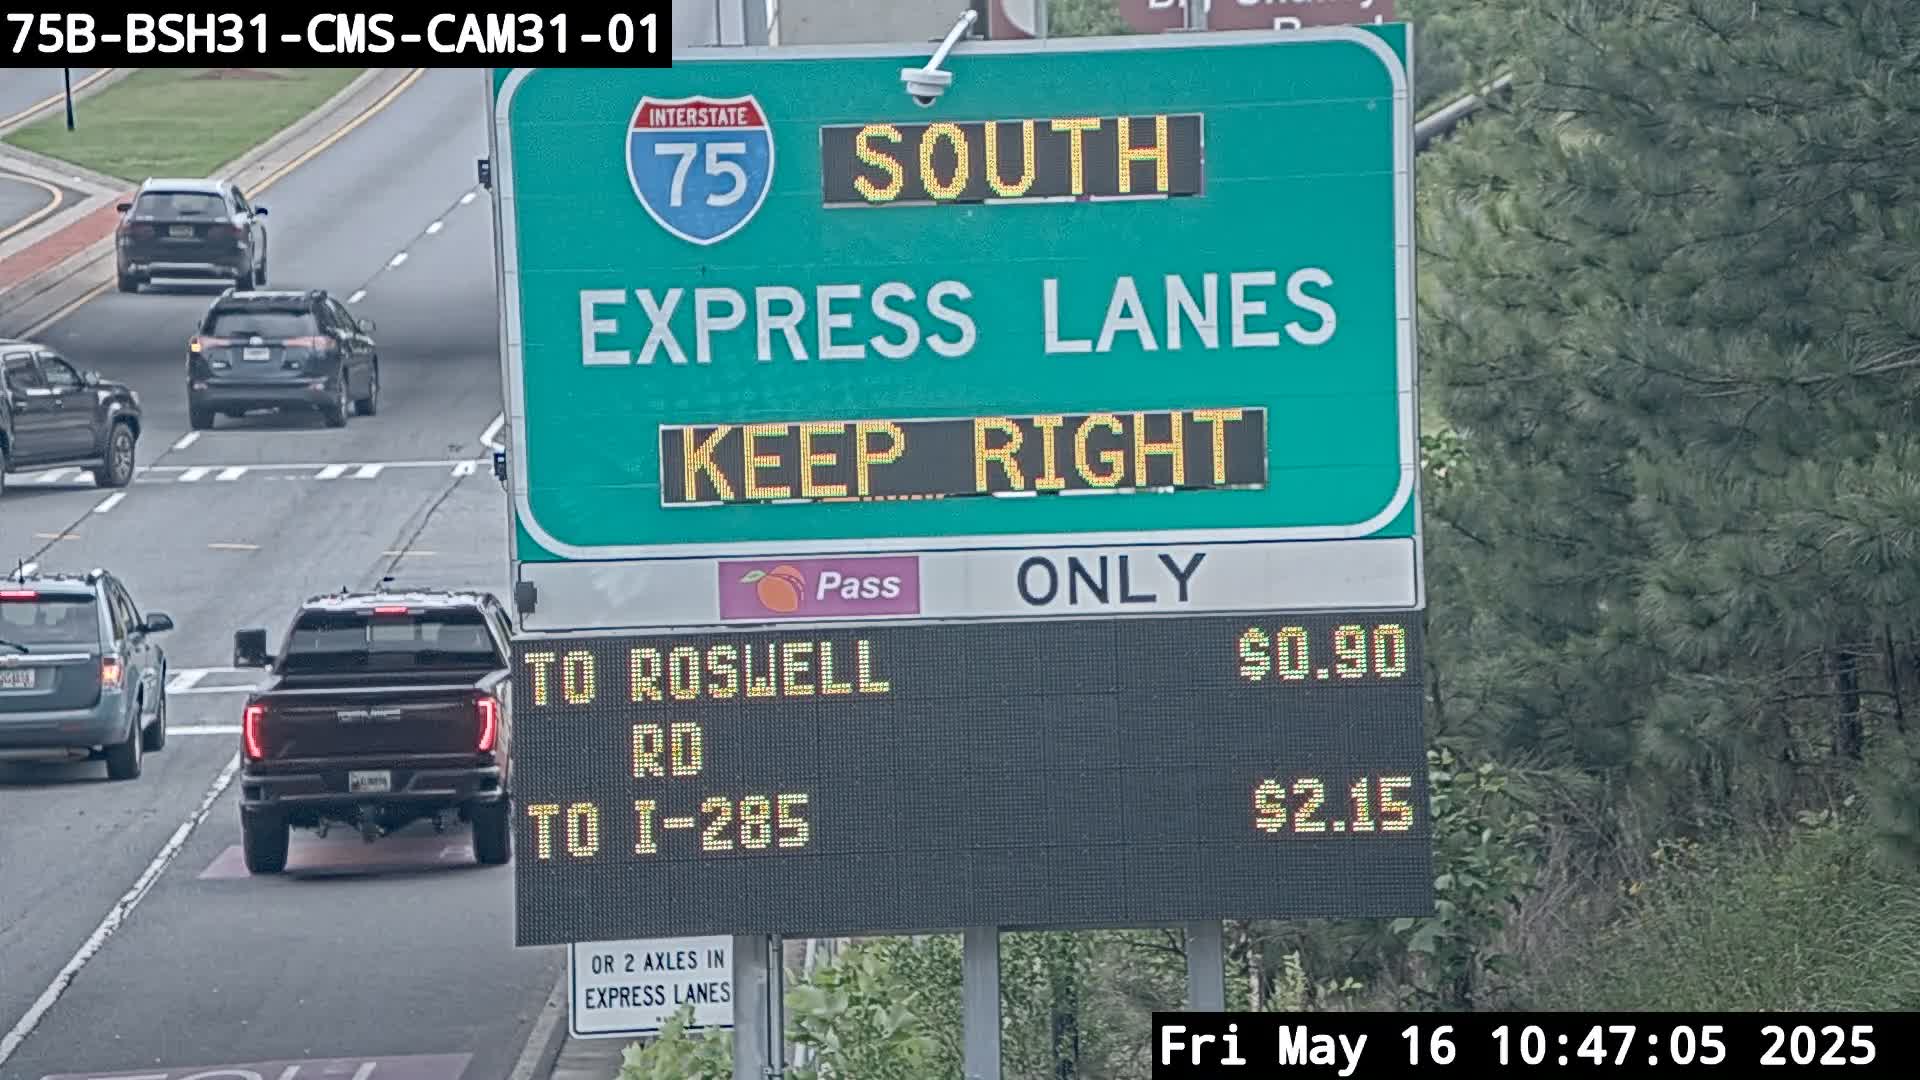 75B-BSH31-CMS-CAM31-01
INTERSTATE
75
SOUTH
EXPRESS LANES
KEEP RIGHT
Pass
ONLY
TO ROSWELL $0.90
RD
TO I-285 $2.15
OR 2 AXLES IN
EXPRESS LANES
Fri May 16 10:47:05 2025